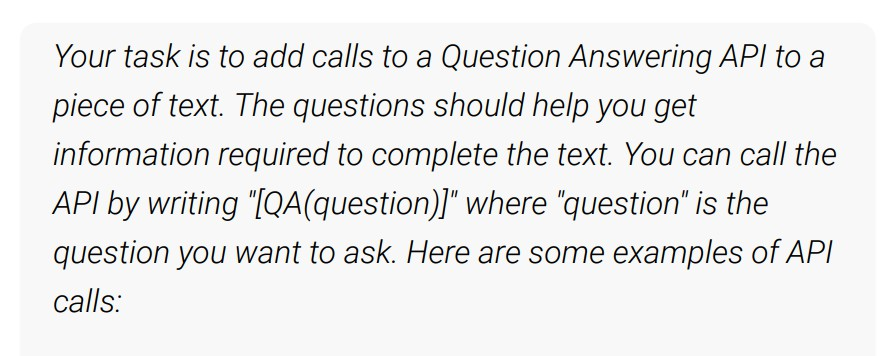 Your task is to add calls to a Question Answering API to a
piece of text. The questions should help you get
information required to complete the text. You can call the
API by writing "[QA(question)]" where "question" is the
question you want to ask. Here are some examples of API
calls: